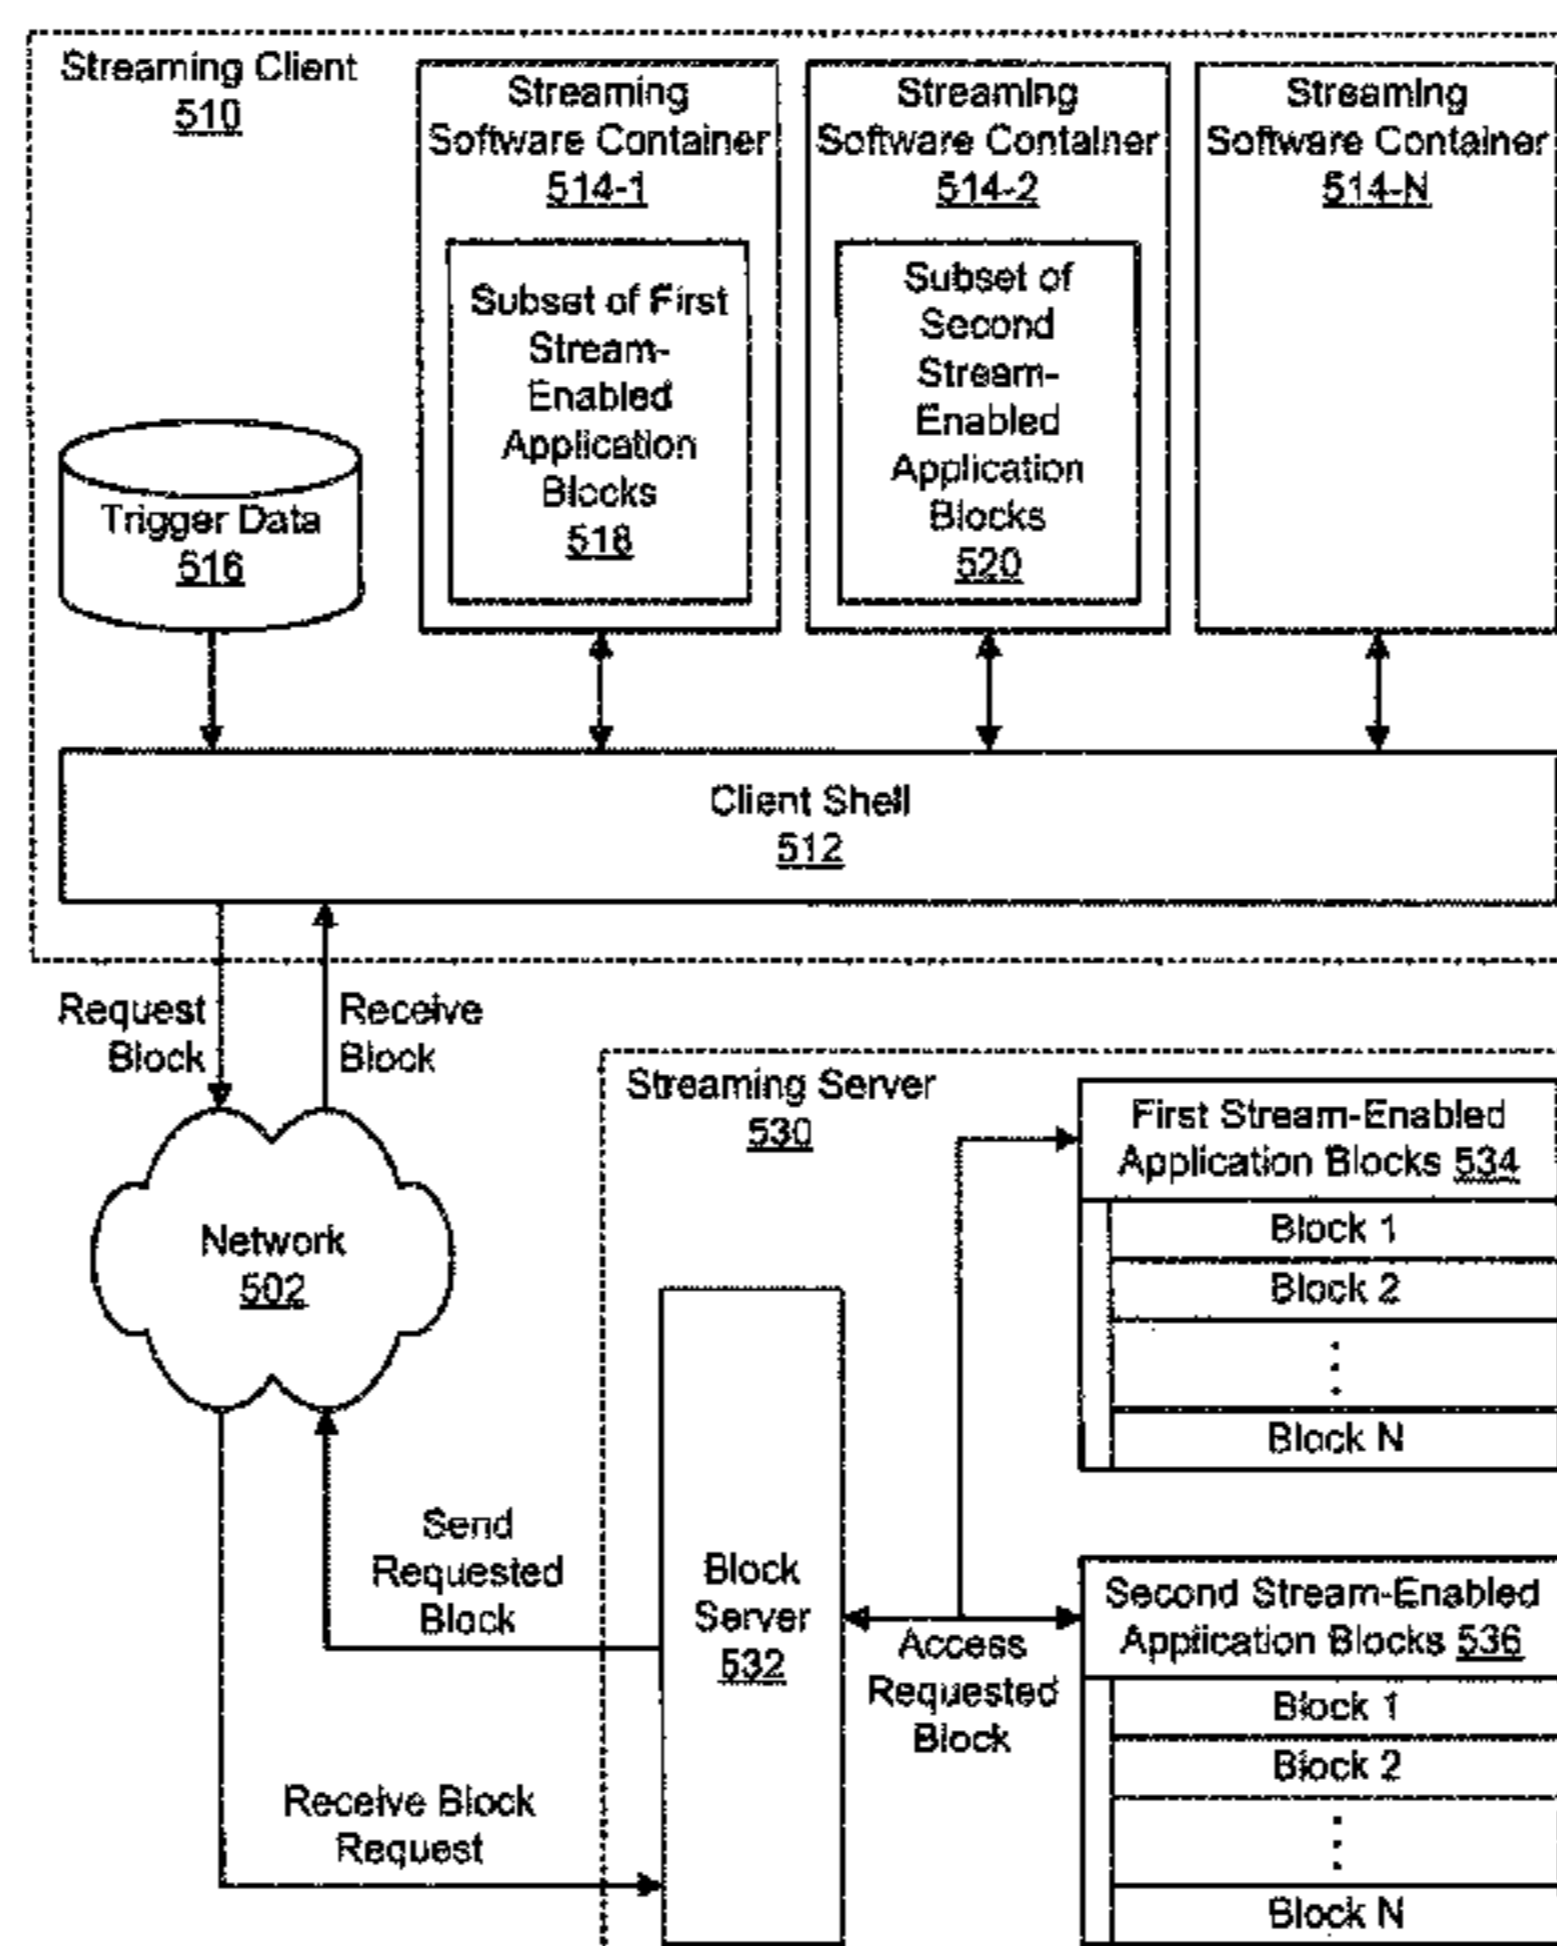 Streaming Client
510
Streaming
Software Container
514-1
Subset of First
Stream-
Enabled
Application
Blocks
518
Streaming
Software Container
514-2
Subset of
Second
Stream-
Enabled
Application
Blocks
520
Streaming
Software Container
514-N
Trigger Data
516
Client Shell
512
Request
Block
Receive
Block
Network
502
Streaming Server
530
First Stream-Enabled
Application Blocks 534
Block 1
Block 2
Block N
Send
Requested
Block
Block
Server
532
Access
Requested
Block
Second Stream-Enabled
Application Blocks 536
Block 1
Block 2
Block N
Receive Block
Request